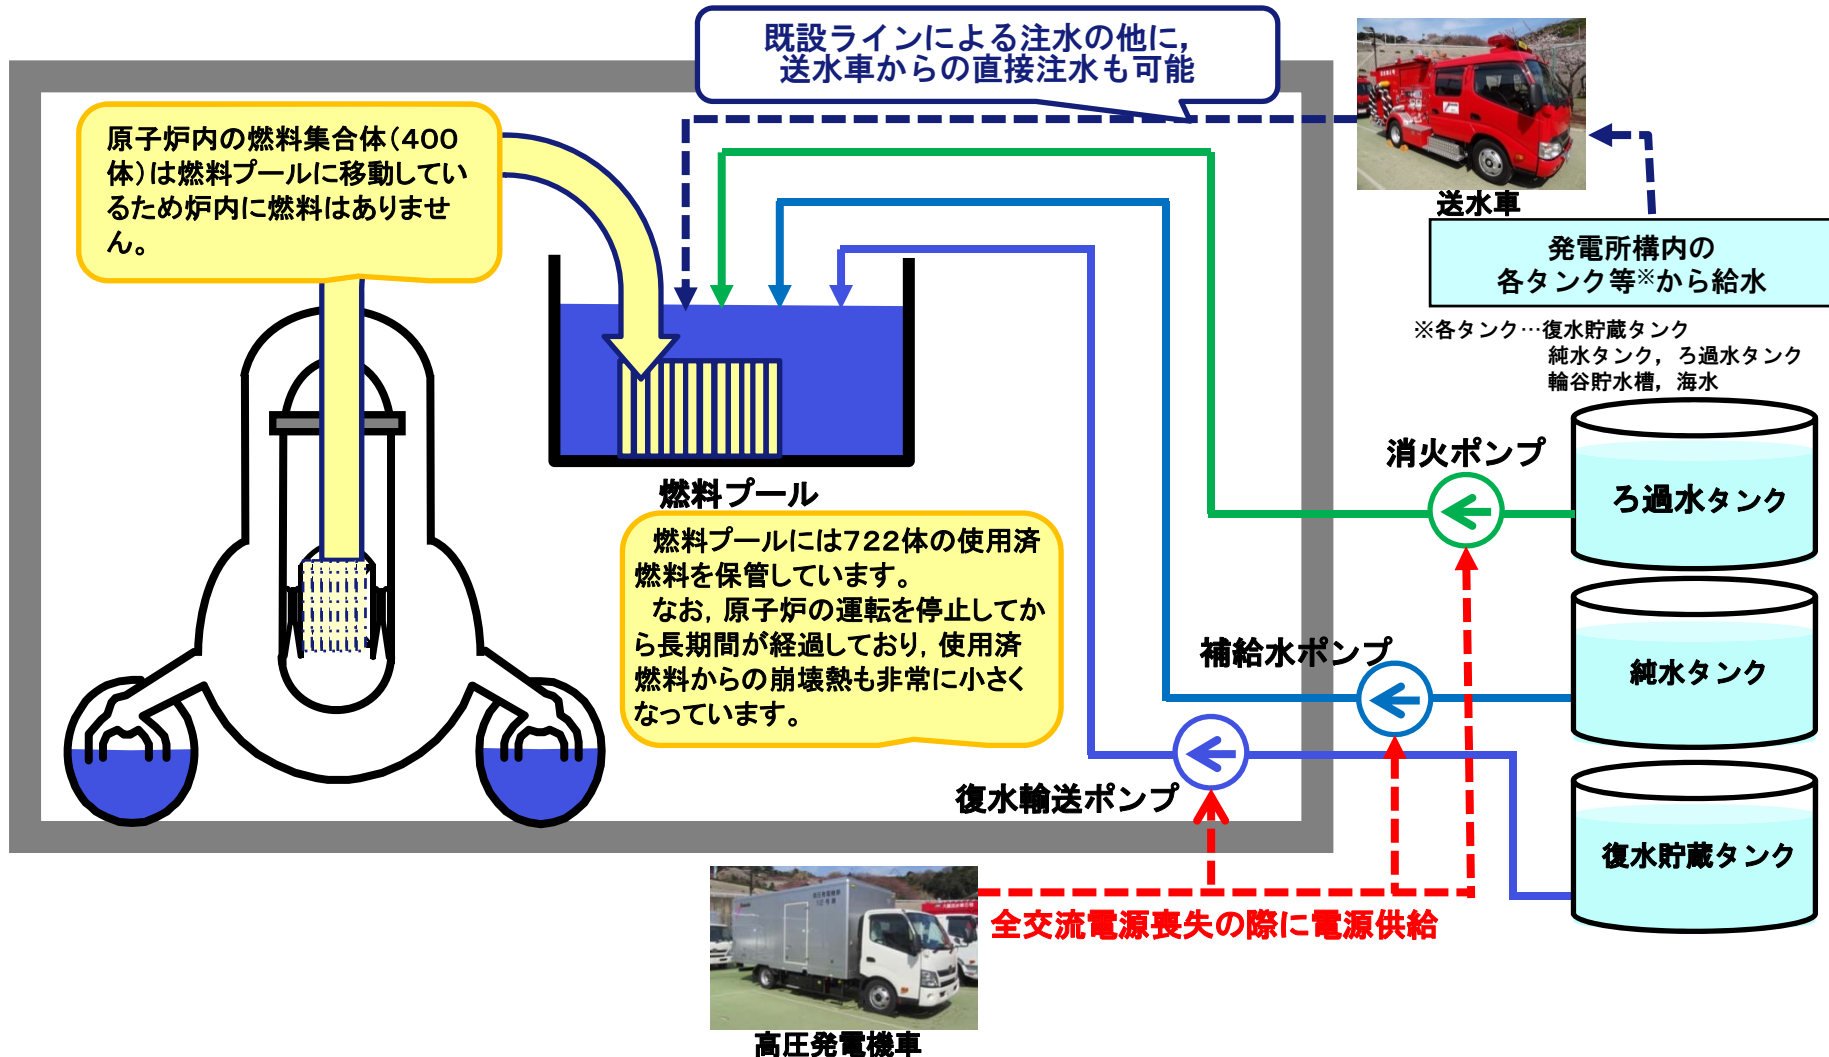 既設ラインによる注水の他に，
送水車からの直接注水も可能
原子炉内の燃料集合体（４００
体）は燃料プールに移動してい
るため炉内に燃料はありませ
ん。
送水車
発電所構内の
各タンク等※から給水
※各タンク…復水貯蔵タンク
純水タンク，ろ過水タンク
輪谷貯水槽，海水
燃料プール
燃料プールには７２２体の使用済
燃料を保管しています。
なお，原子炉の運転を停止してか
ら長期間が経過しており，使用済
燃料からの崩壊熱も非常に小さく
なっています。
消火ポンプ
ろ過水タンク
補給水ポンプ
純水タンク
復水輸送ポンプ
復水貯蔵タンク
全交流電源喪失の際に電源供給
高圧発電機車